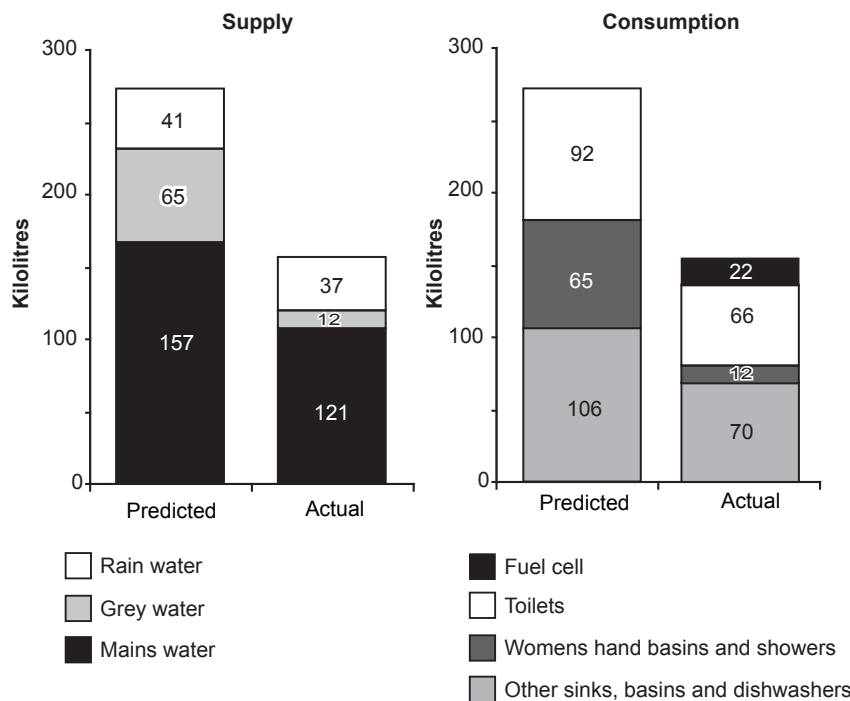 Supply
Kilolitres
300
200
100
0
41
65
157
37
12
121
Predicted
Actual
Rain water
Grey water
Mains water
Consumption
Kilolitres
300
200
100
0
92
65
106
22
66
12
70
Predicted
Actual
Fuel cell
Toilets
Womens hand basins and showers
Other sinks, basins and dishwashers